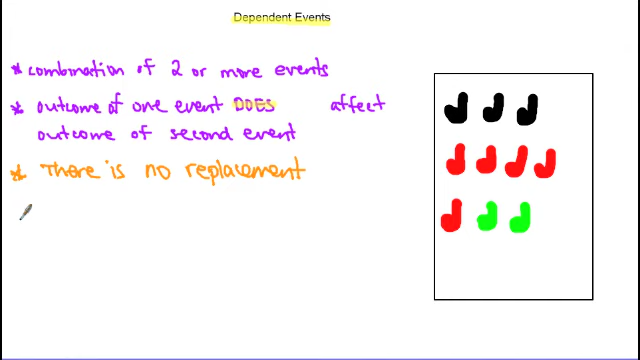 Dependent Events
* combination of 2 or more events
* outcome of one event DOES affect
outcome of second event
* There is no replacement